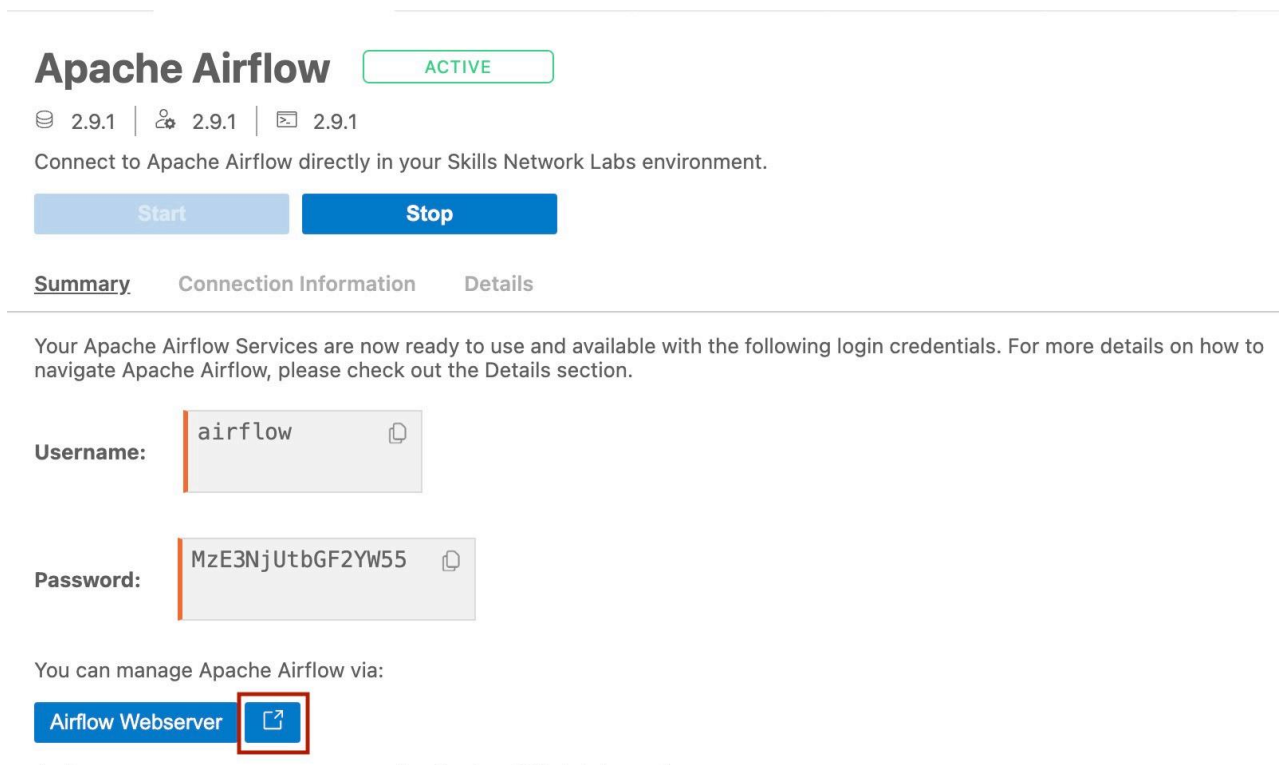 Apache Airflow ACTIVE
2.9.1 2.9.1 2.9.1
Connect to Apache Airflow directly in your Skills Network Labs environment.
Start Stop
Summary Connection Information Details
Your Apache Airflow Services are now ready to use and available with the following login credentials. For more details on how to
navigate Apache Airflow, please check out the Details section.
Username: airflow
Password: MzE3NjUtbGF2YW55
You can manage Apache Airflow via:
Airflow Webserver